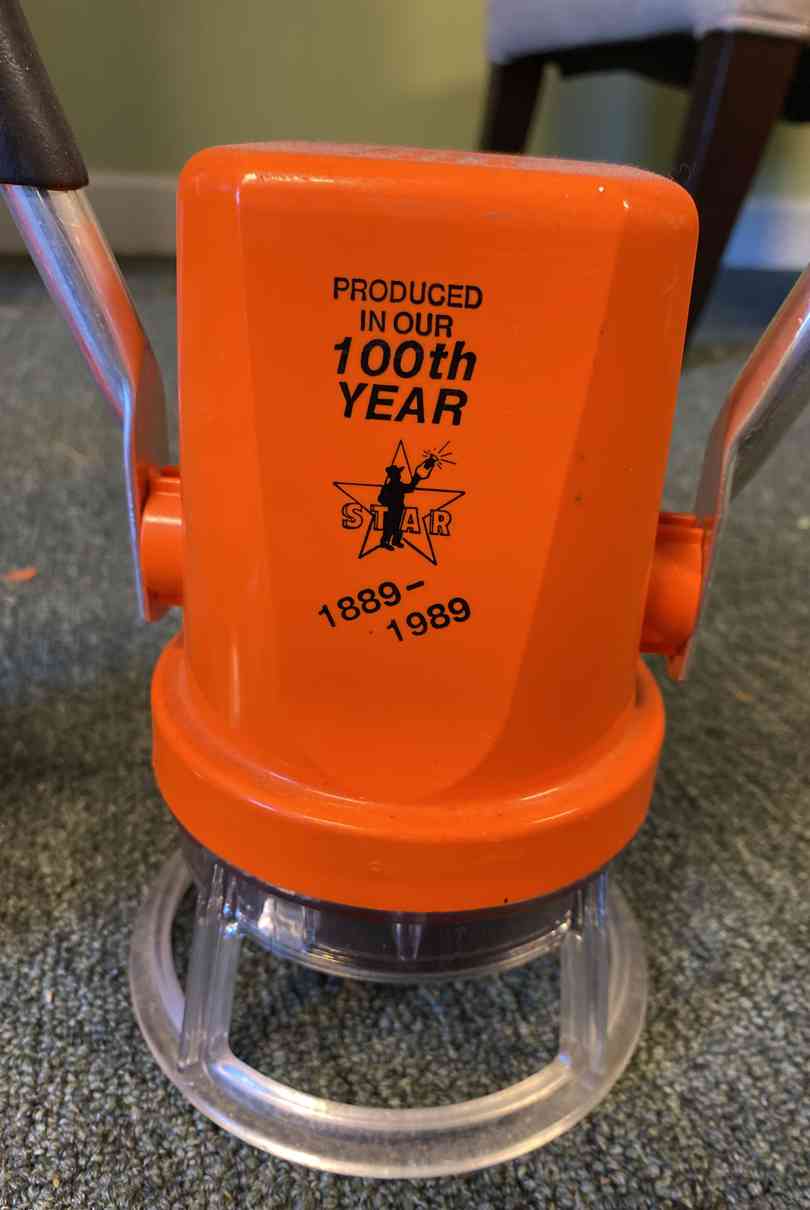 PRODUCED
IN OUR
100th
YEAR
STAR
1889-
1989